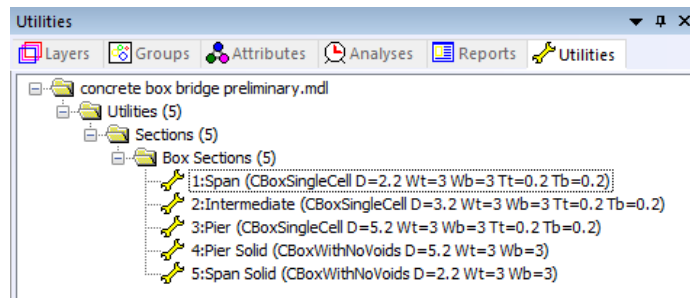 Utilities
Layers Groups Attributes Analyses Reports Utilities
concrete box bridge preliminary.mdl
Utilities (5)
Sections (5)
Box Sections (5)
1:Span (CBoxSingleCell D=2.2 Wt=3 Wb=3 Tt=0.2 Tb=0.2)
2:Intermediate (CBoxSingleCell D=3.2 Wt=3 Wb=3 Tt=0.2 Tb=0.2)
3:Pier (CBoxSingleCell D=5.2 Wt=3 Wb=3 Tt=0.2 Tb=0.2)
4:Pier Solid (CBoxWithNoVoids D=5.2 Wt=3 Wb=3)
5:Span Solid (CBoxWithNoVoids D=2.2 Wt=3 Wb=3)